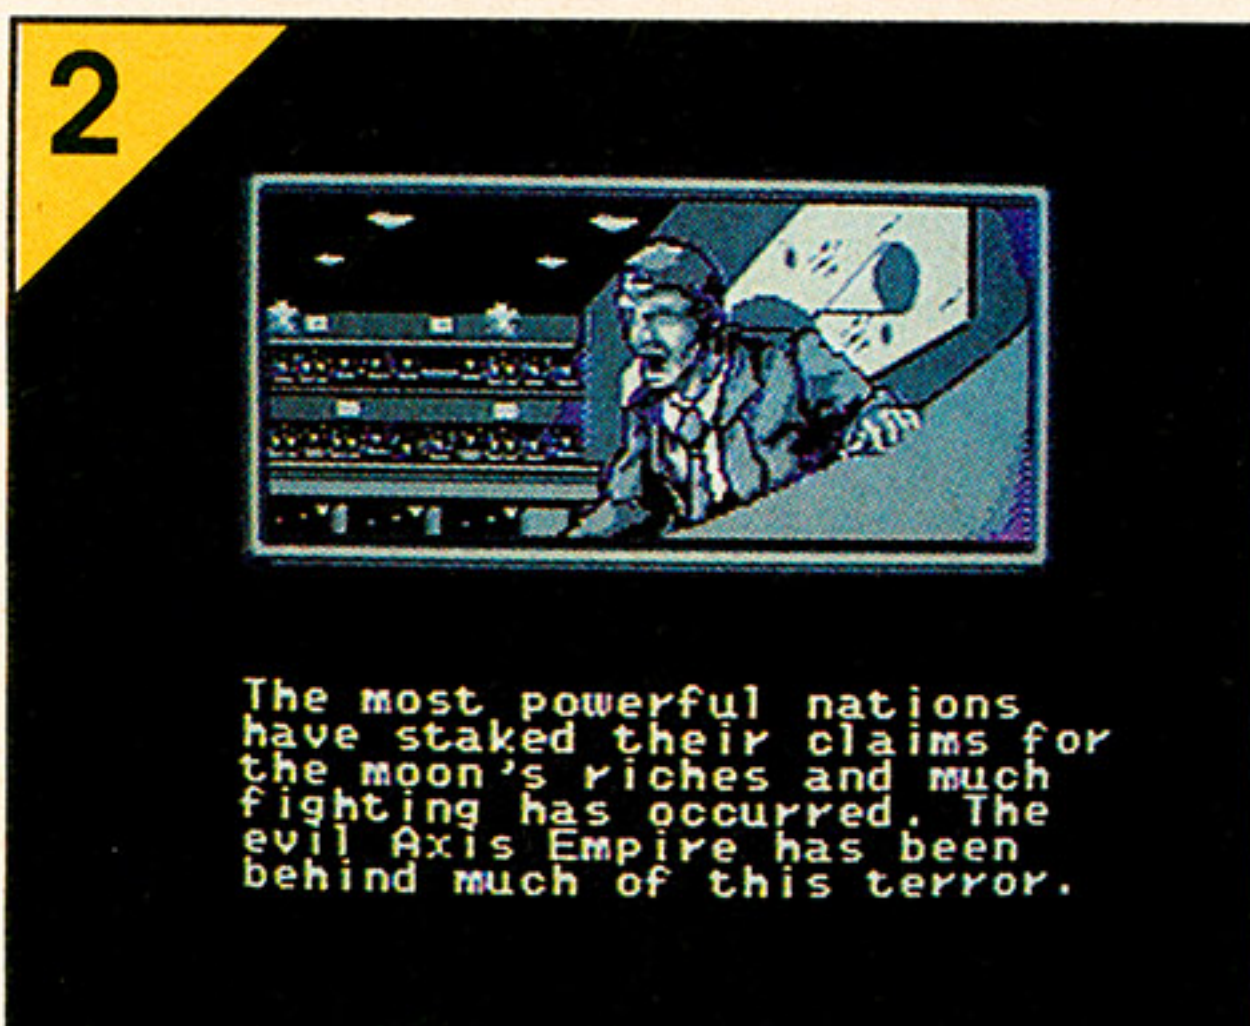 2
The most powerful nations
have staked their claims for
the moon's riches and much
fighting has occurred. The
evil Axis Empire has been
behind much of this terror.